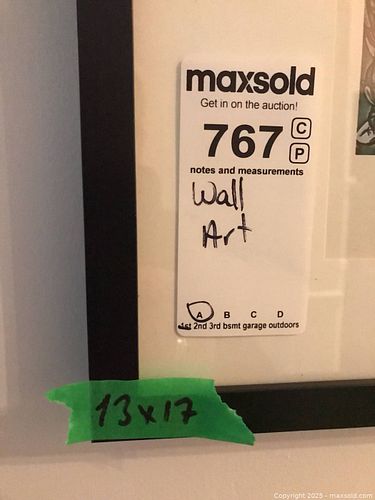 maxsold
Get in on the auction!
767 C
P
notes and measurements
Wall
Art
A B C D
1st 2nd 3rd bsmt garage outdoors
13x17
Copyright © 2025 - maxsold.com